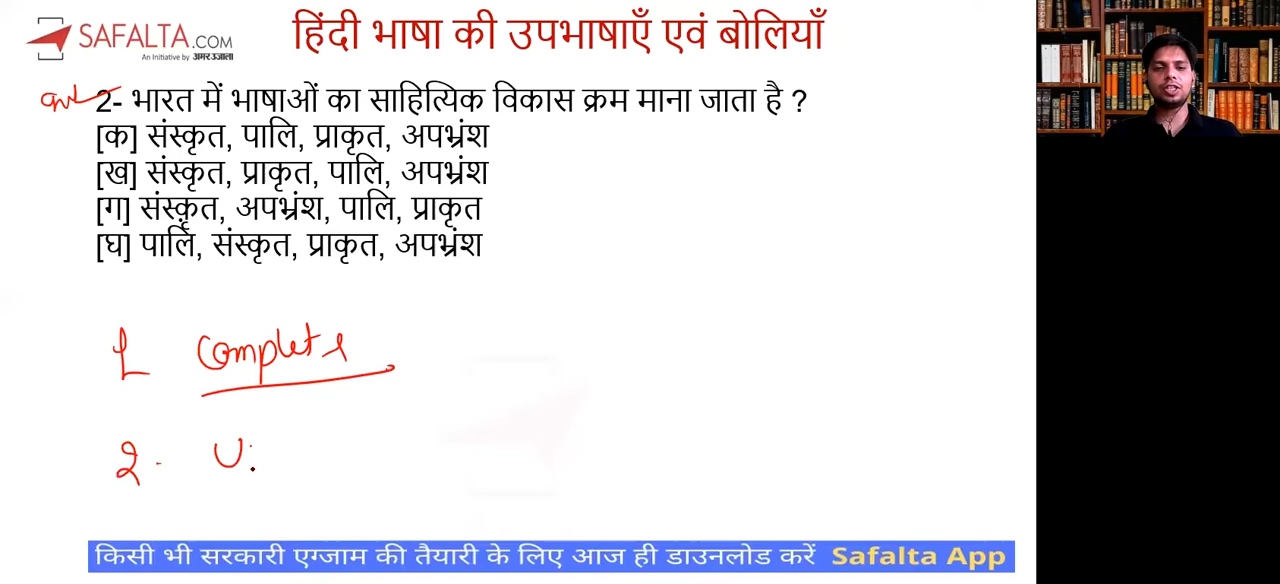 SAFALTA.COM
An Initiative by अमर उजाला
हिंदी भाषा की उपभाषाएँ एवं बोलियाँ
2- भारत में भाषाओं का साहित्यिक विकास क्रम माना जाता है ?
[क] संस्कृत, पालि, प्राकृत, अपभ्रंश
[ख] संस्कृत, प्राकृत, पालि, अपभ्रंश
[ग] संस्कृत, अपभ्रंश, पालि, प्राकृत
[घ] पालि, संस्कृत, प्राकृत, अपभ्रंश
1 Complete
2. U
किसी भी सरकारी एग्जाम की तैयारी के लिए आज ही डाउनलोड करें Safalta App